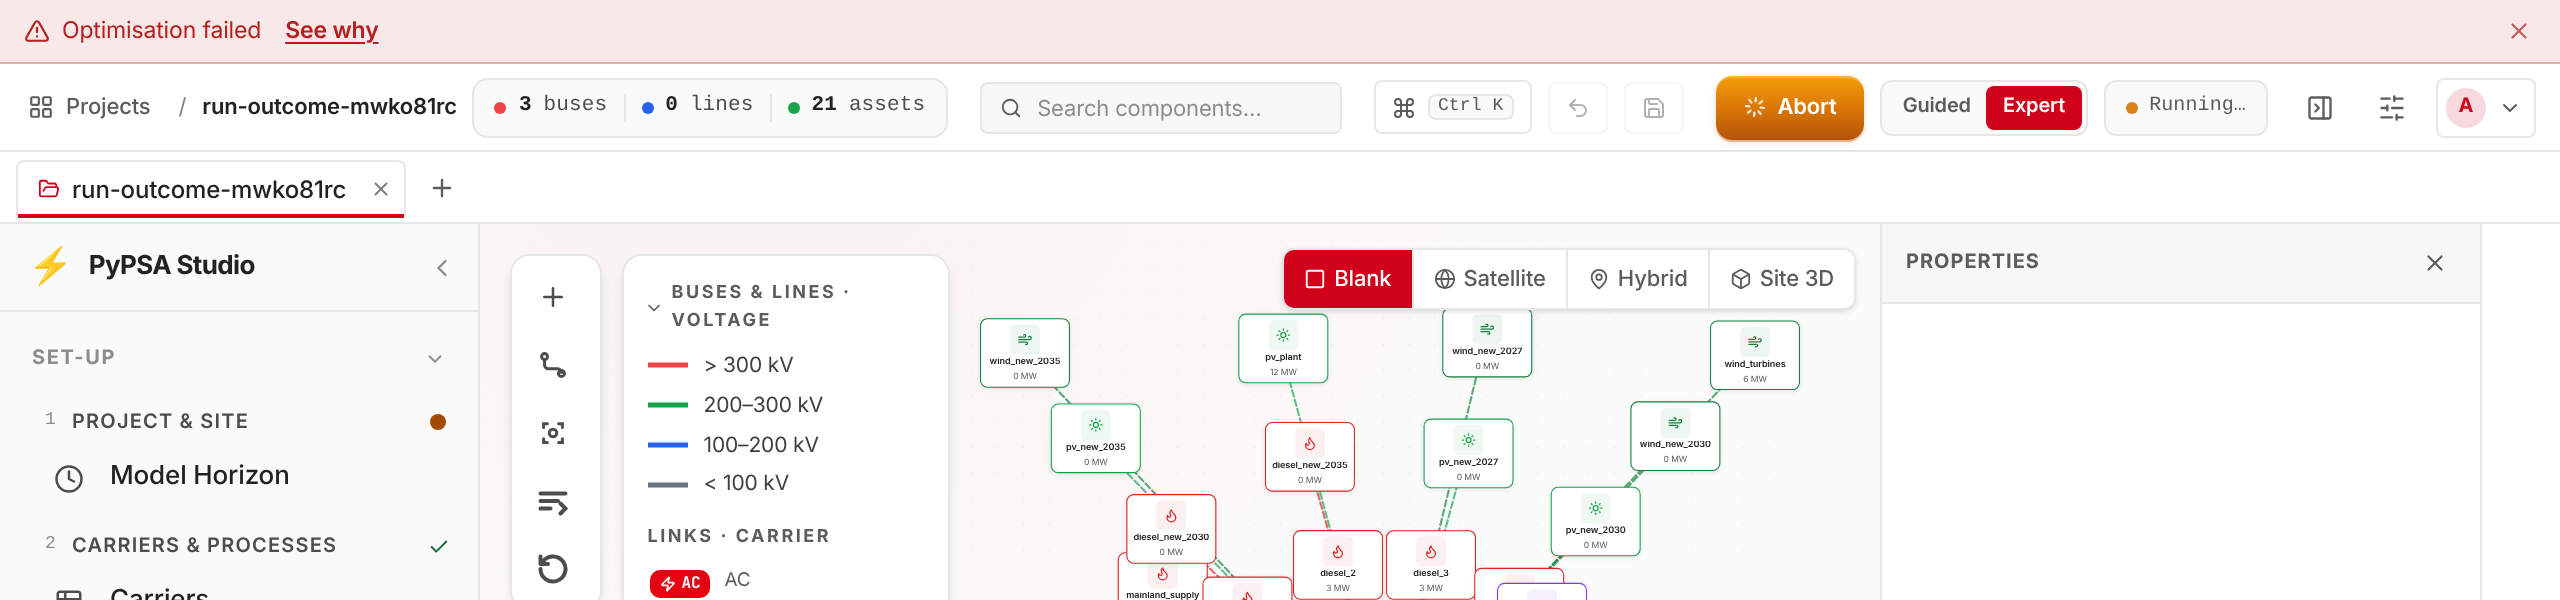 Optimisation failed See why
Projects / run-outcome-mwko81rc
3 buses 0 lines 21 assets
Search components...
Ctrl K
Abort
Guided Expert
Running…
A
run-outcome-mwko81rc
PyPSA Studio
SET-UP
1 PROJECT & SITE
Model Horizon
2 CARRIERS & PROCESSES
Carriers
BUSES & LINES ·
VOLTAGE
> 300 kV
200–300 kV
100–200 kV
< 100 kV
LINKS · CARRIER
AC AC
Blank Satellite Hybrid Site 3D
wind_new_2035
0 MW
pv_plant
12 MW
wind_new_2027
0 MW
wind_turbines
6 MW
pv_new_2035
0 MW
diesel_new_2035
0 MW
pv_new_2027
0 MW
wind_new_2030
0 MW
diesel_new_2030
0 MW
pv_new_2030
0 MW
diesel_2
3 MW
diesel_3
3 MW
mainland_supply
PROPERTIES